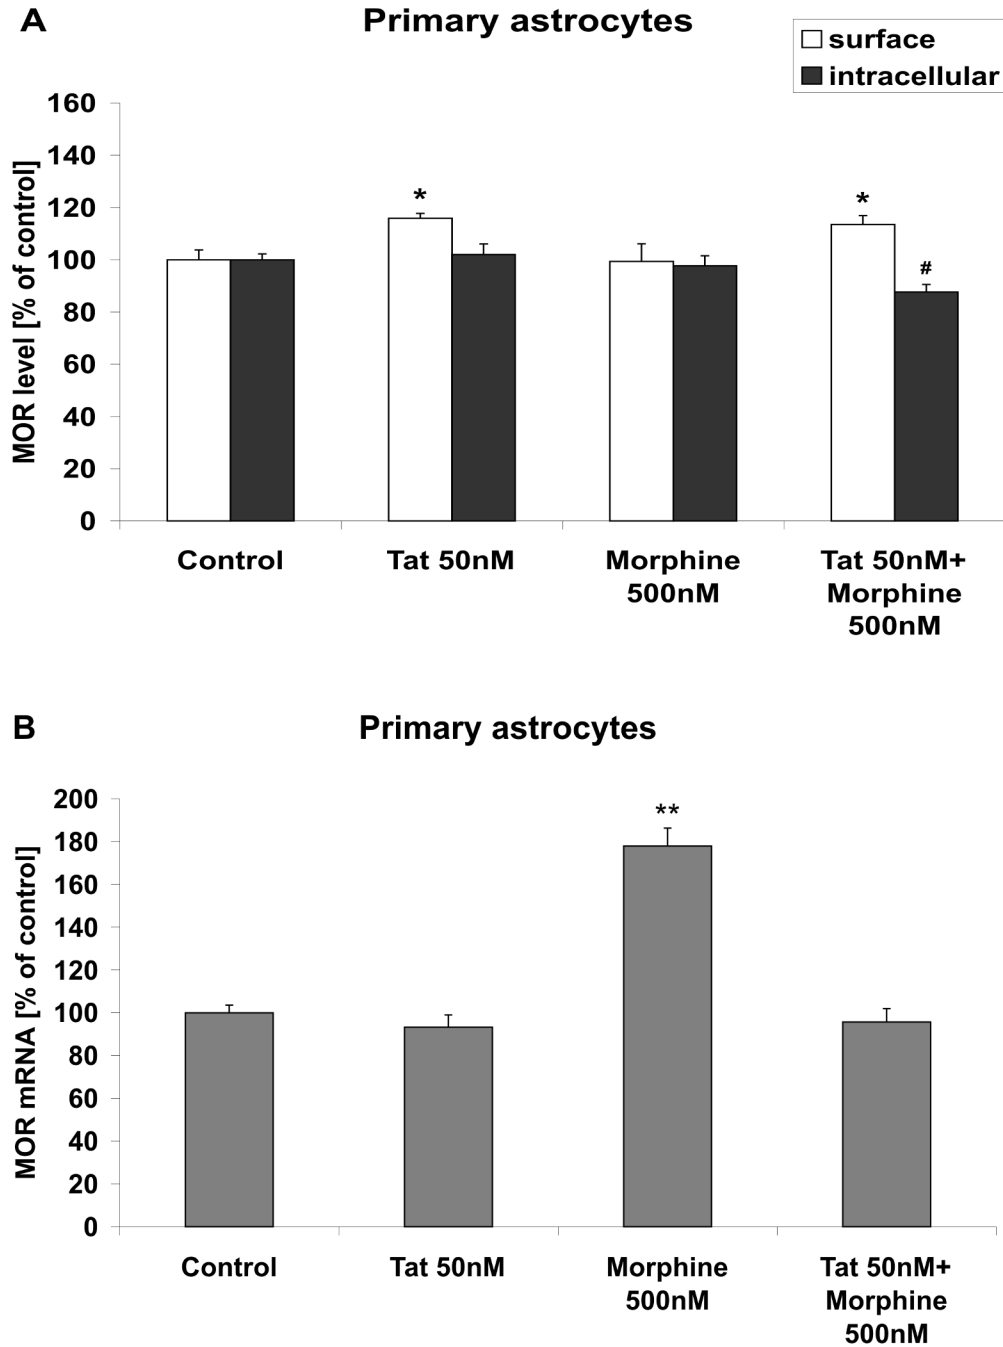 A
Primary astrocytes
surface
intracellular
MOR level [% of control]
160
140
120
100
80
60
40
20
0
*
*
#
Control
Tat 50nM
Morphine
500nM
Tat 50nM+
Morphine
500nM
B
Primary astrocytes
MOR mRNA [% of control]
200
180
160
140
120
100
80
60
40
20
0
**
Control
Tat 50nM
Morphine
500nM
Tat 50nM+
Morphine
500nM